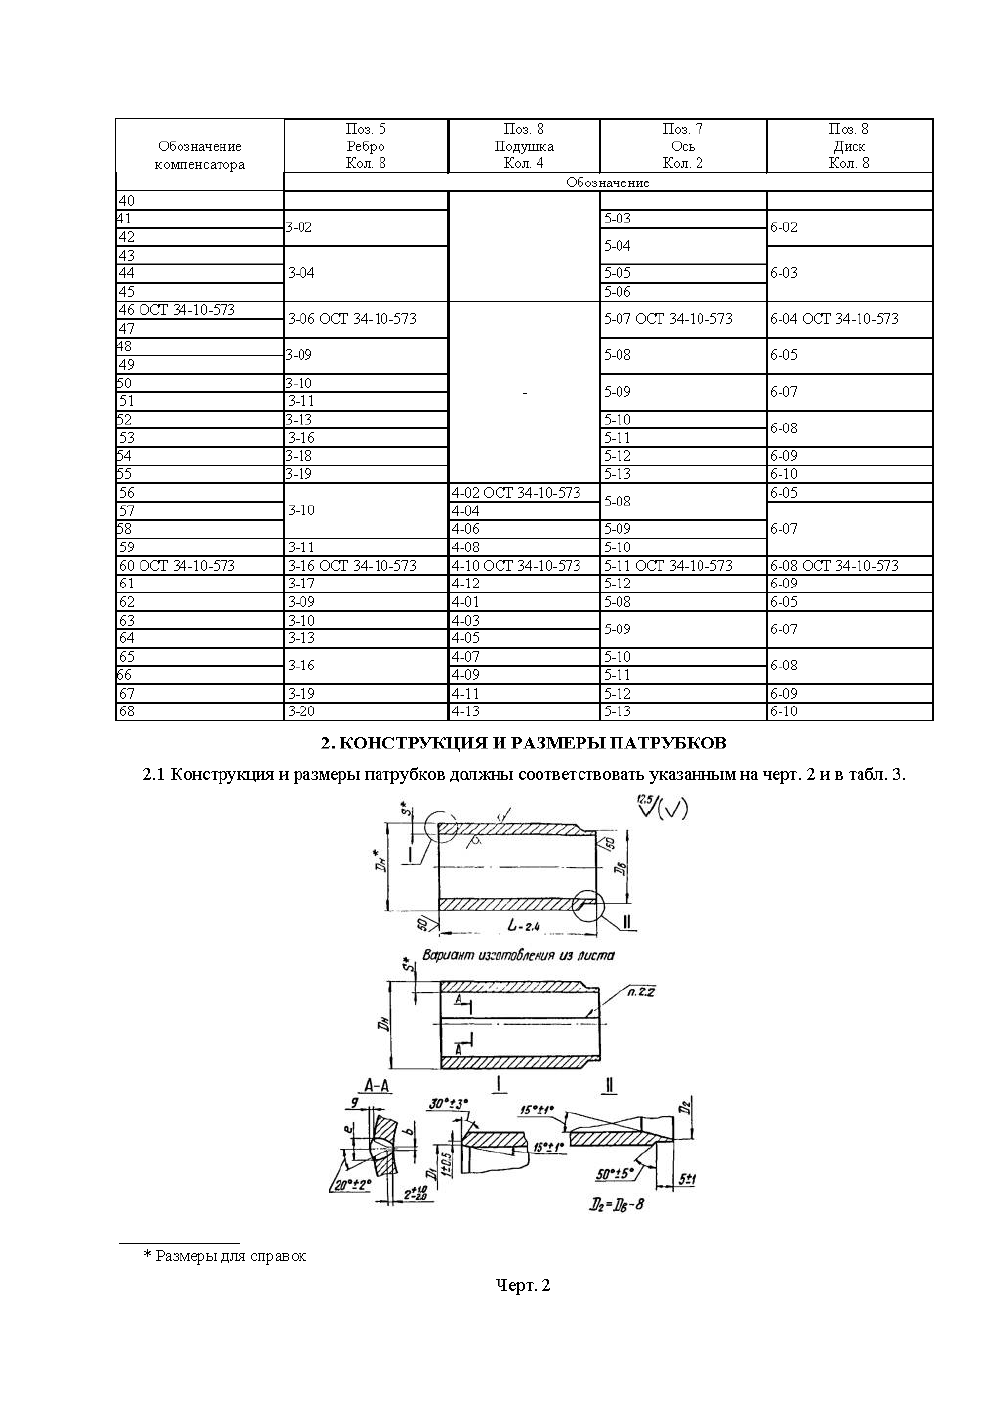 Обозначение компенсатора | Поз. 5 Ребро Кол. 8 | Поз. 8 Подушка Кол. 4 | Поз. 7 Ось Кол. 2 | Поз. 8 Диск Кол. 8
Обозначение
40
41 3-02 5-03 6-02
42 5-04
43 3-04 6-03
44 5-05
45 5-06
46 ОСТ 34-10-573 3-06 ОСТ 34-10-573 - 5-07 ОСТ 34-10-573 6-04 ОСТ 34-10-573
47
48 3-09 5-08 6-05
49
50 3-10 5-09 6-07
51 3-11
52 3-13 5-10 6-08
53 3-16 5-11
54 3-18 5-12 6-09
55 3-19 5-13 6-10
56 3-10 4-02 ОСТ 34-10-573 5-08 6-05
57 4-04 6-07
58 4-06 5-09
59 3-11 4-08 5-10
60 ОСТ 34-10-573 3-16 ОСТ 34-10-573 4-10 ОСТ 34-10-573 5-11 ОСТ 34-10-573 6-08 ОСТ 34-10-573
61 3-17 4-12 5-12 6-09
62 3-09 4-01 5-08 6-05
63 3-10 4-03 5-09 6-07
64 3-13 4-05
65 3-16 4-07 5-10 6-08
66 4-09 5-11
67 3-19 4-11 5-12 6-09
68 3-20 4-13 5-13 6-10
2. КОНСТРУКЦИЯ И РАЗМЕРЫ ПАТРУБКОВ
2.1 Конструкция и размеры патрубков должны соответствовать указанным на черт. 2 и в табл. 3.
12,5
S*
I
Dн*
50
Dв
50
L-2.4
II
Вариант изготовления из листа
S*
Dн
A
A
п.2.2
А-А
I
II
g
e
b
20°±2°
2+1.0-2.0
30°±3°
D1
1±0.5
15°±1°
15°±1°
D2
50°±5°
5±1
D2=Dв-8
* Размеры для справок
Черт. 2